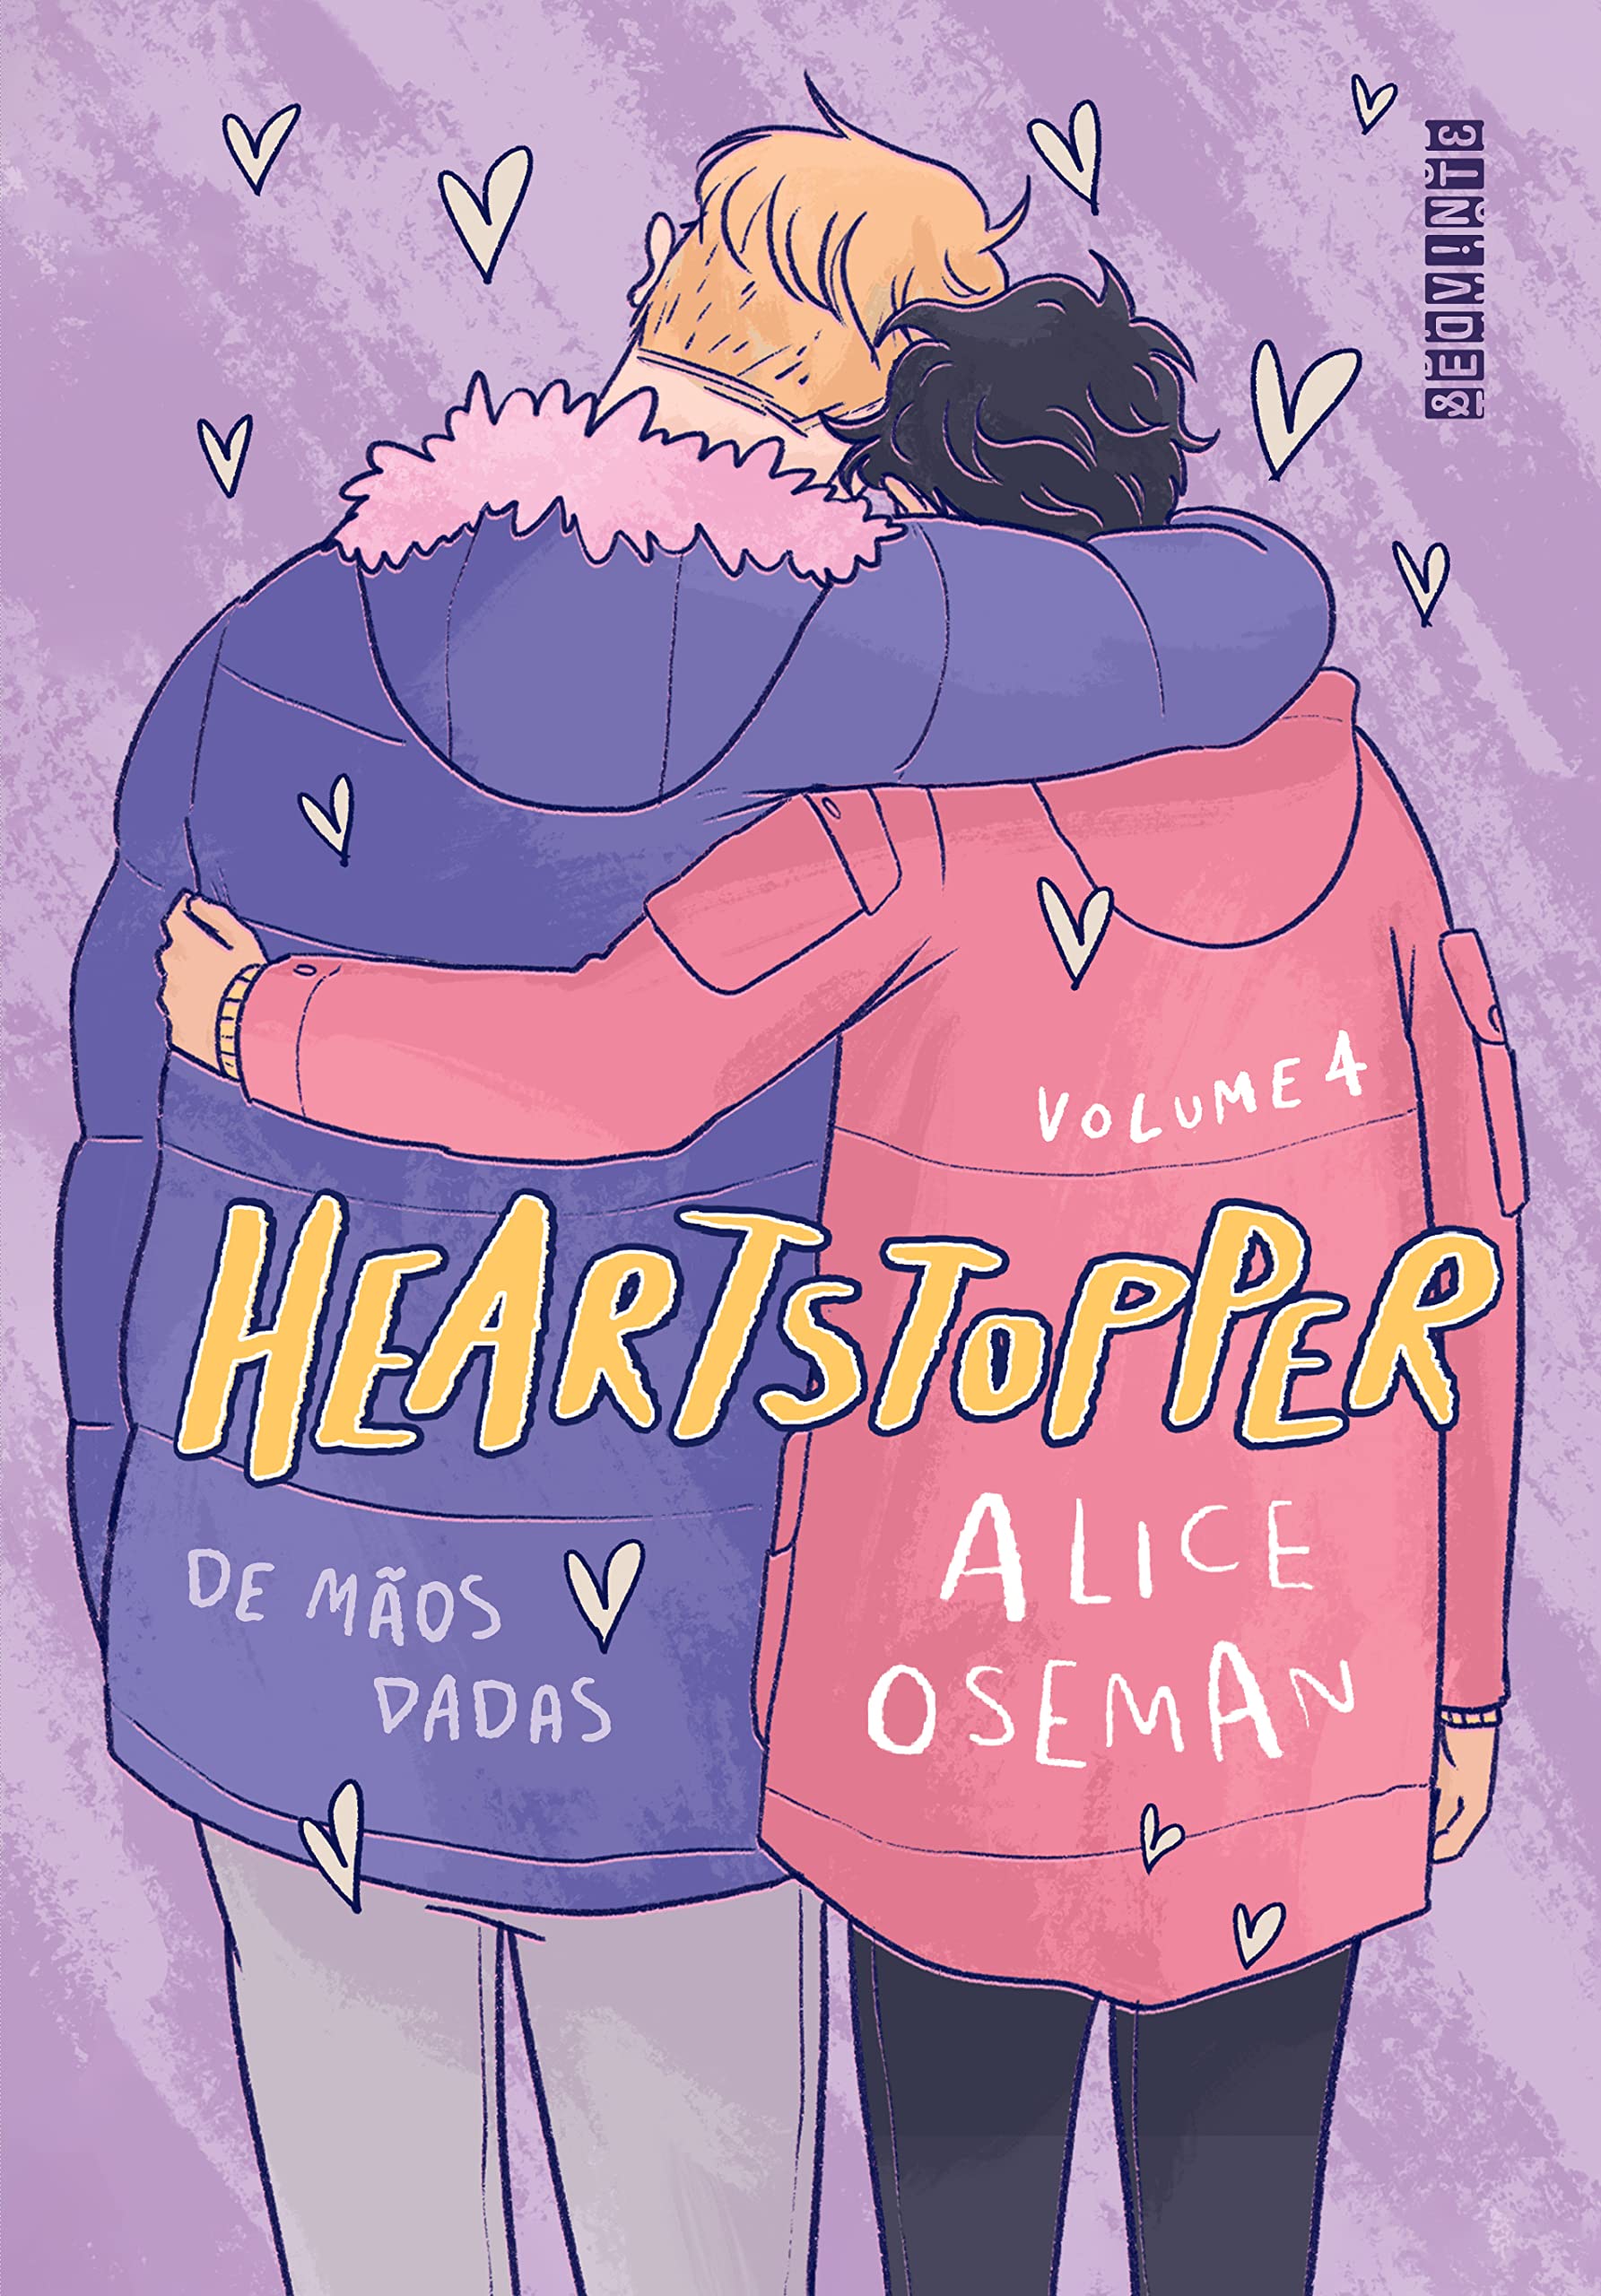 SEGUINTE
VOLUME 4
HEARTSTOPPER
DE MÃOS
DADAS
ALICE
OSEMAN